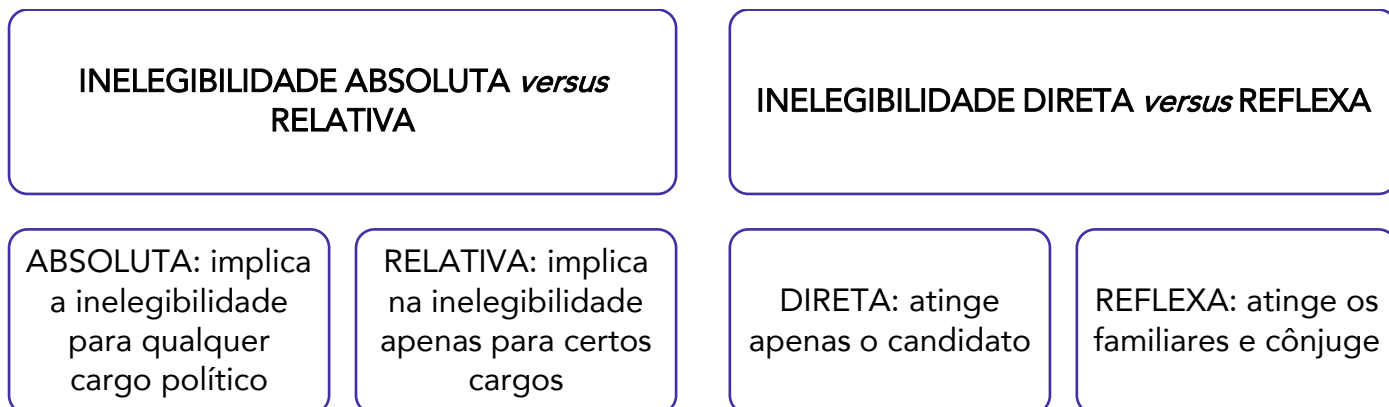 INELEGIBILIDADE ABSOLUTA versus
RELATIVA
INELEGIBILIDADE DIRETA versus REFLEXA
ABSOLUTA: implica
a inelegibilidade
para qualquer
cargo político
RELATIVA: implica
na inelegibilidade
apenas para certos
cargos
DIRETA: atinge
apenas o candidato
REFLEXA: atinge os
familiares e cônjuge